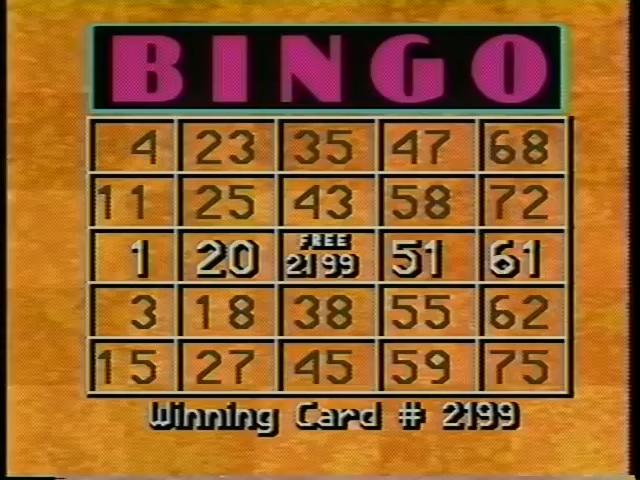 BINGO
4 23 35 47 68
11 25 43 58 72
1 20 FREE 2199 51 61
3 18 38 55 62
15 27 45 59 75
Winning Card # 2199